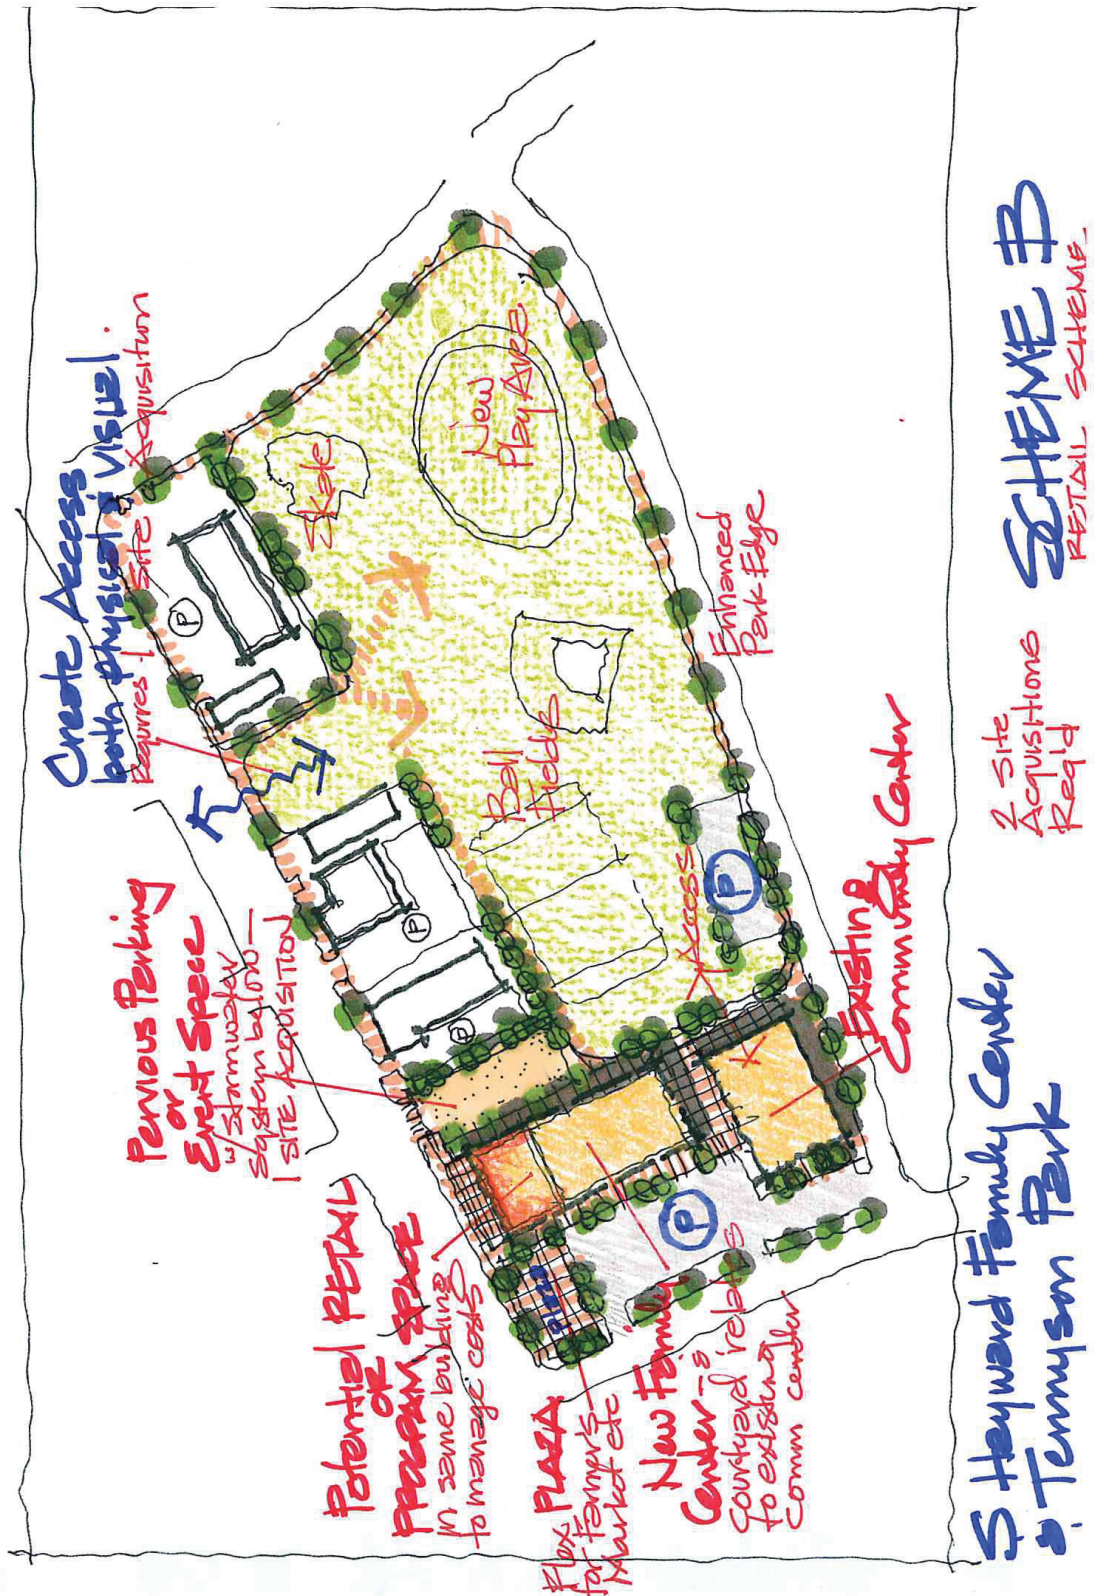 Create Access
both physical & visual.
Requires 1 Site Acquisition
Pervious Parking
or
Event Space
w/ stormwater
system below —
1 SITE ACQUISITION
Potential RETAIL
OR
PROGRAM SPACE
in same building
to manage costs
Flex PLAZA
for farmer's
Market etc
New Family
Center -
courtyard relates
to existing
comm center
P
Skate
New
Play Area
P
P
Ball
Fields
Enhanced
Park Edge
Access
P
plaza
P
Existing
Community Center
S Hayward Family Center
& Tennyson Park
2 Site
Acquisitions
Req'd
SCHEME B
RETAIL SCHEME